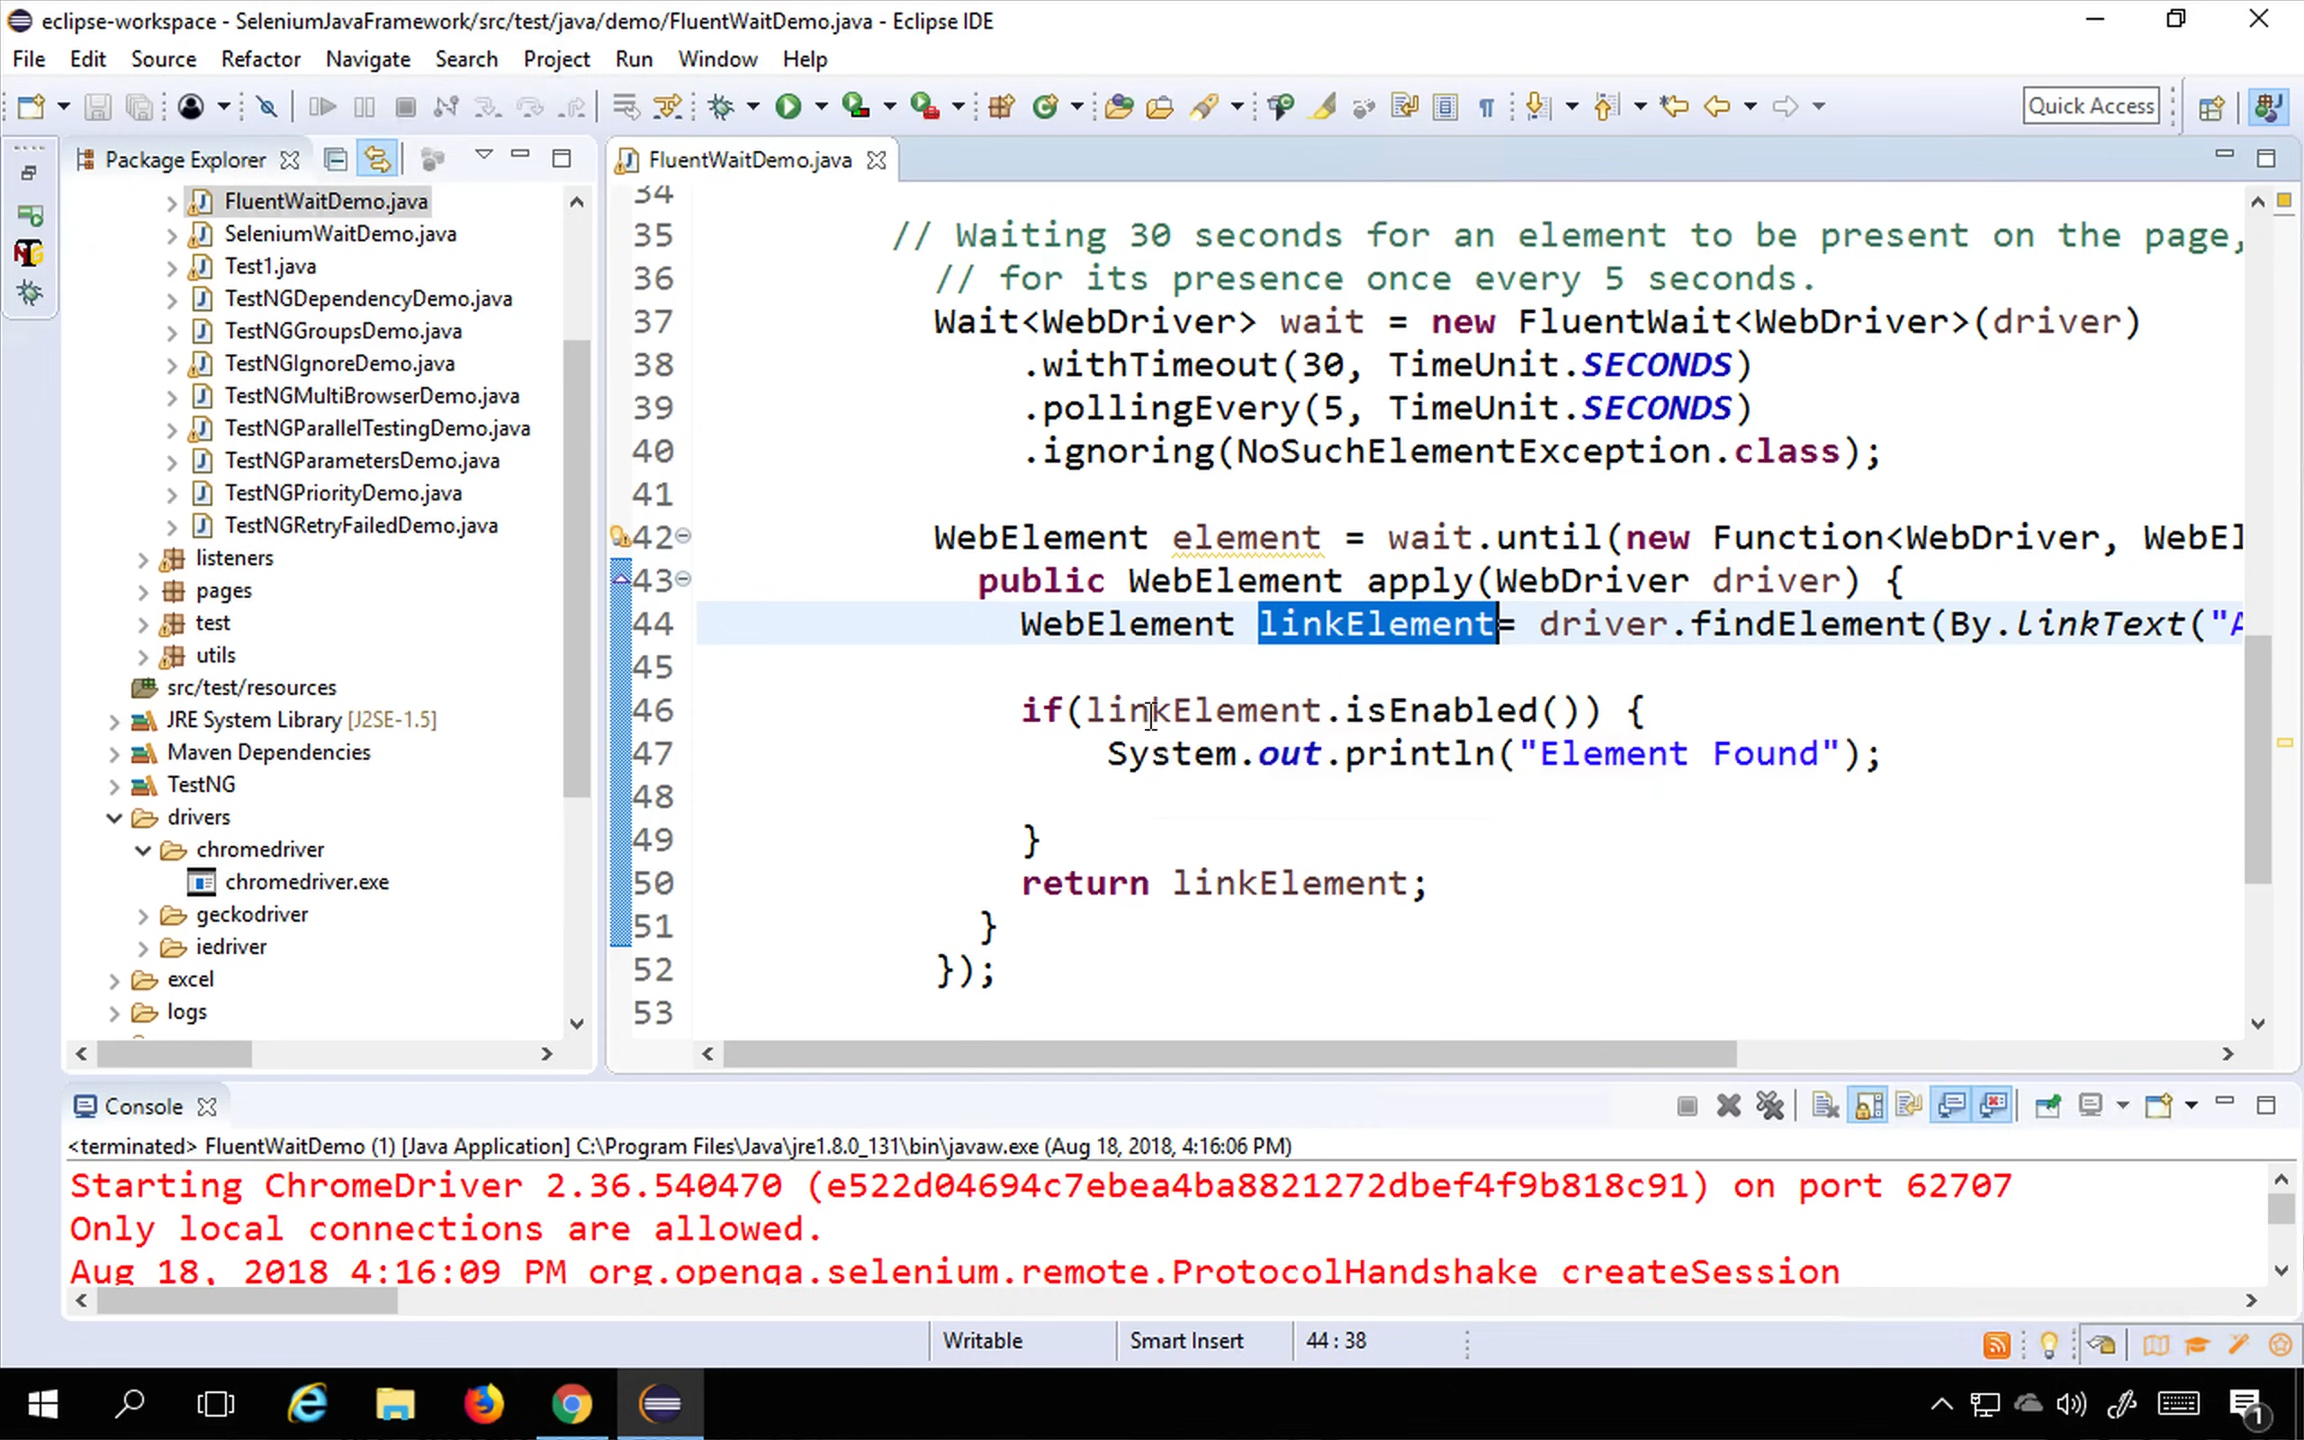 eclipse-workspace - SeleniumJavaFramework/src/test/java/demo/FluentWaitDemo.java - Eclipse IDE
File Edit Source Refactor Navigate Search Project Run Window Help
Quick Access
Package Explorer
FluentWaitDemo.java
SeleniumWaitDemo.java
Test1.java
TestNGDependencyDemo.java
TestNGGroupsDemo.java
TestNGIgnoreDemo.java
TestNGMultiBrowserDemo.java
TestNGParallelTestingDemo.java
TestNGParametersDemo.java
TestNGPriorityDemo.java
TestNGRetryFailedDemo.java
listeners
pages
test
utils
src/test/resources
JRE System Library [J2SE-1.5]
Maven Dependencies
TestNG
drivers
chromedriver
chromedriver.exe
geckodriver
iedriver
excel
logs
FluentWaitDemo.java
34
35 // Waiting 30 seconds for an element to be present on the page,
36 // for its presence once every 5 seconds.
37 Wait<WebDriver> wait = new FluentWait<WebDriver>(driver)
38 .withTimeout(30, TimeUnit.SECONDS)
39 .pollingEvery(5, TimeUnit.SECONDS)
40 .ignoring(NoSuchElementException.class);
41
42 WebElement element = wait.until(new Function<WebDriver, WebEl
43 public WebElement apply(WebDriver driver) {
44 WebElement linkElement= driver.findElement(By.linkText("A
45
46 if(linkElement.isEnabled()) {
47 System.out.println("Element Found");
48
49 }
50 return linkElement;
51 }
52 });
53
Console
<terminated> FluentWaitDemo (1) [Java Application] C:\Program Files\Java\jre1.8.0_131\bin\javaw.exe (Aug 18, 2018, 4:16:06 PM)
Starting ChromeDriver 2.36.540470 (e522d04694c7ebea4ba8821272dbef4f9b818c91) on port 62707
Only local connections are allowed.
Aug 18, 2018 4:16:09 PM org.openqa.selenium.remote.ProtocolHandshake createSession
Writable Smart Insert 44 : 38
1